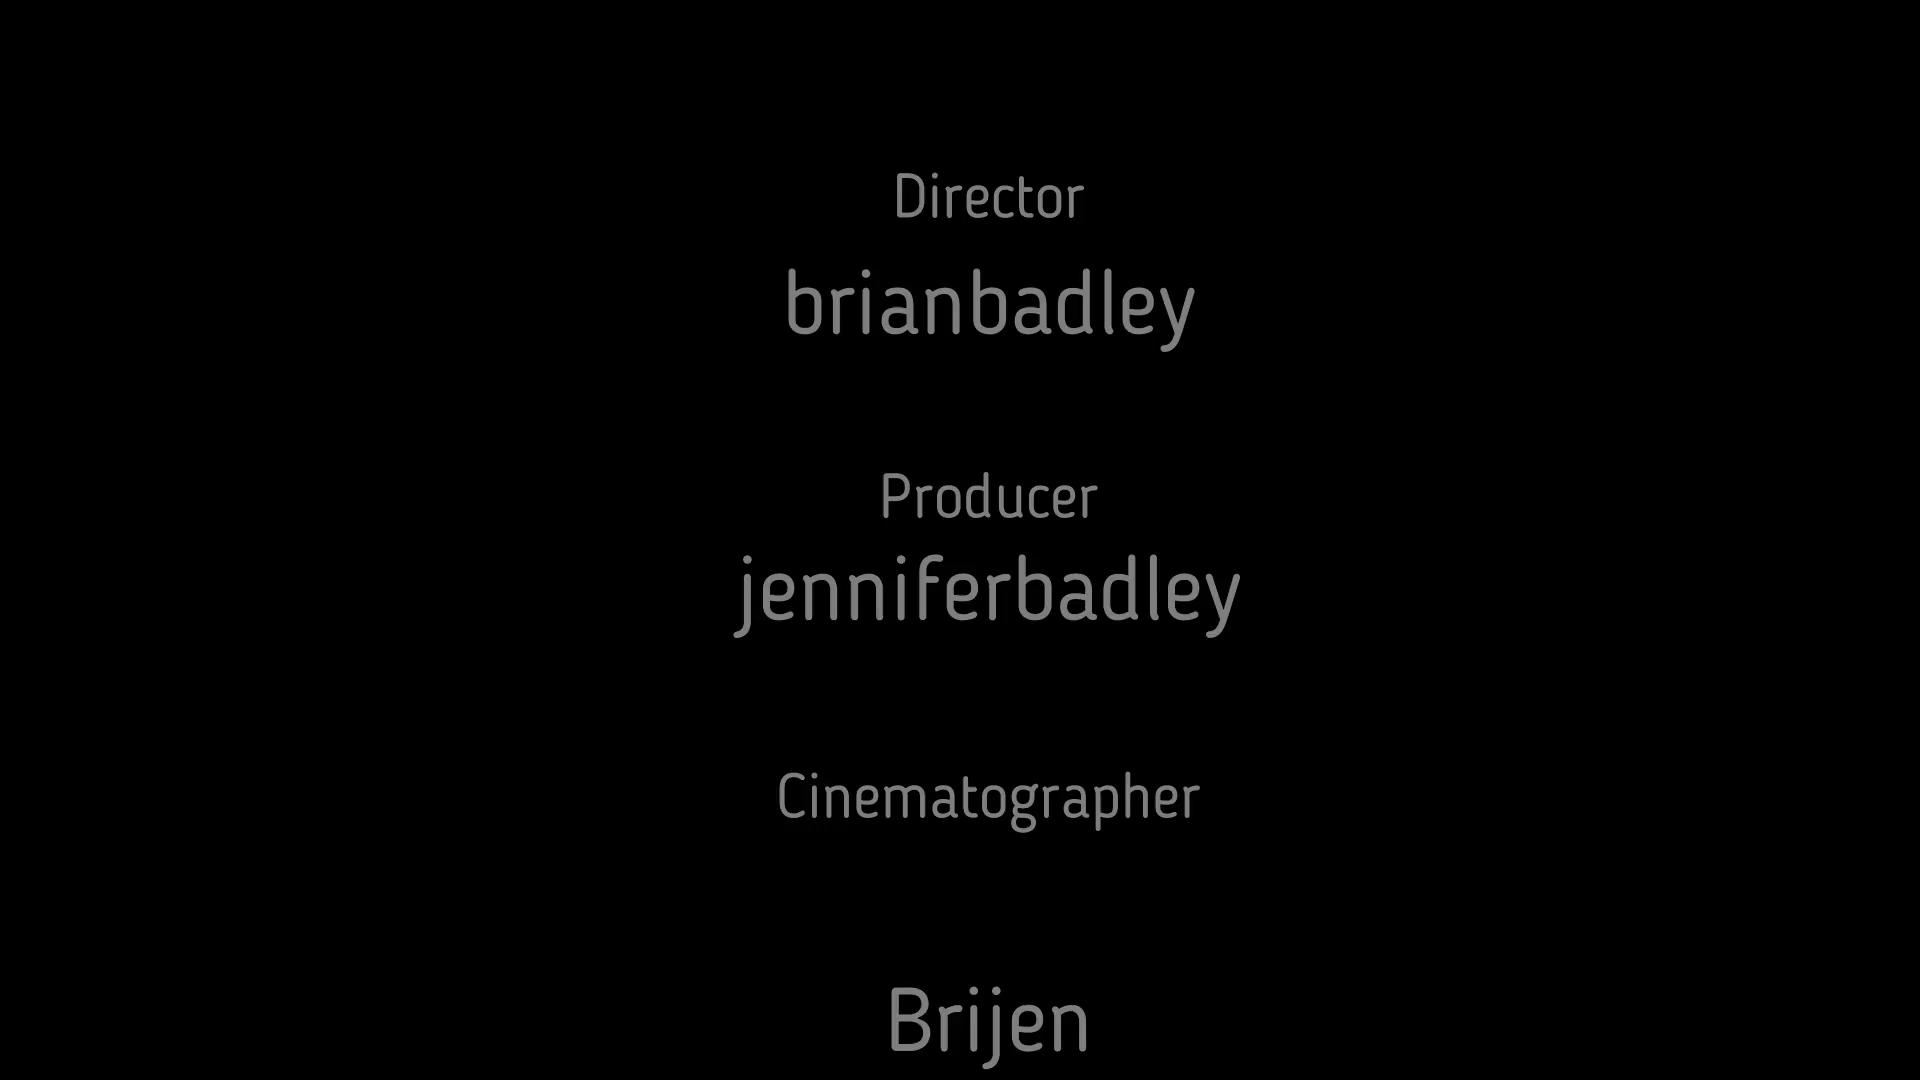 Director
brianbadley
Producer
jenniferbadley
Cinematographer
Brijen